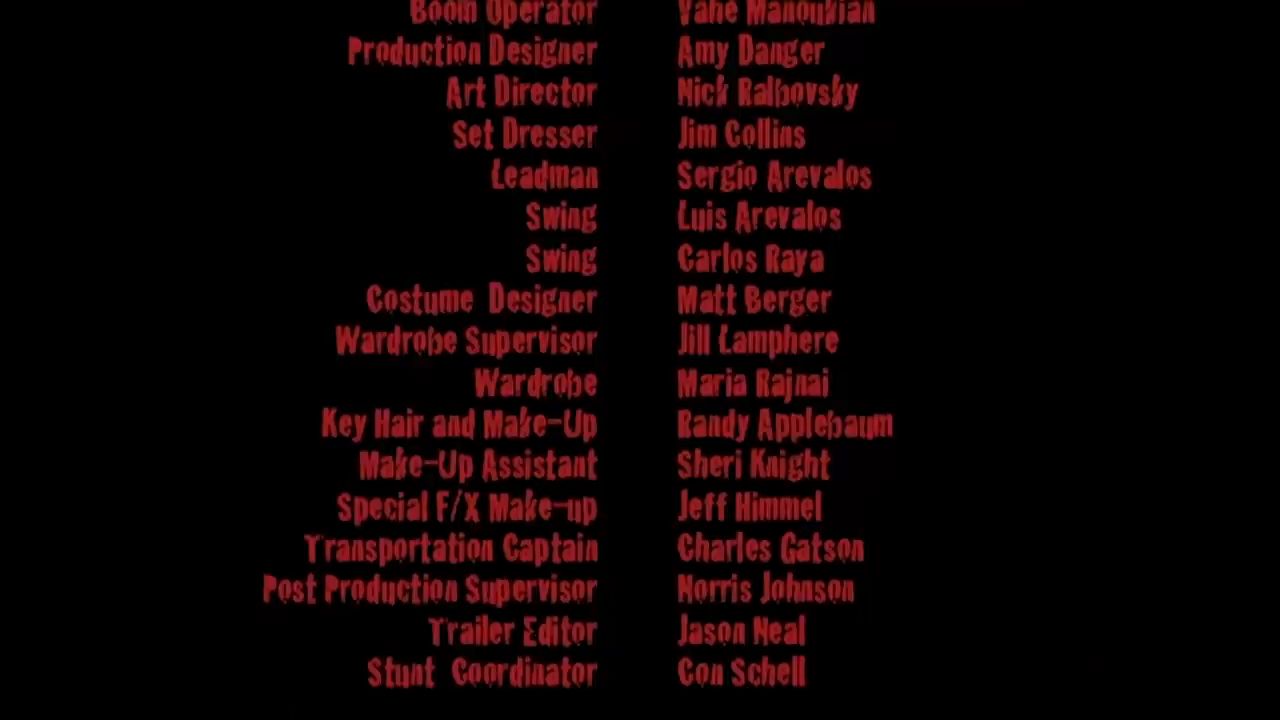 Boom Operator Vahe Manoukian
Production Designer Amy Danger
Art Director Nick Ralbovsky
Set Dresser Jim Collins
Leadman Sergio Arevalos
Swing Luis Arevalos
Swing Carlos Raya
Costume Designer Matt Berger
Wardrobe Supervisor Jill Lamphere
Wardrobe Maria Rajnai
Key Hair and Make-Up Randy Applebaum
Make-Up Assistant Sheri Knight
Special F/X Make-up Jeff Himmel
Transportation Captain Charles Gatson
Post Production Supervisor Norris Johnson
Trailer Editor Jason Neal
Stunt Coordinator Con Schell